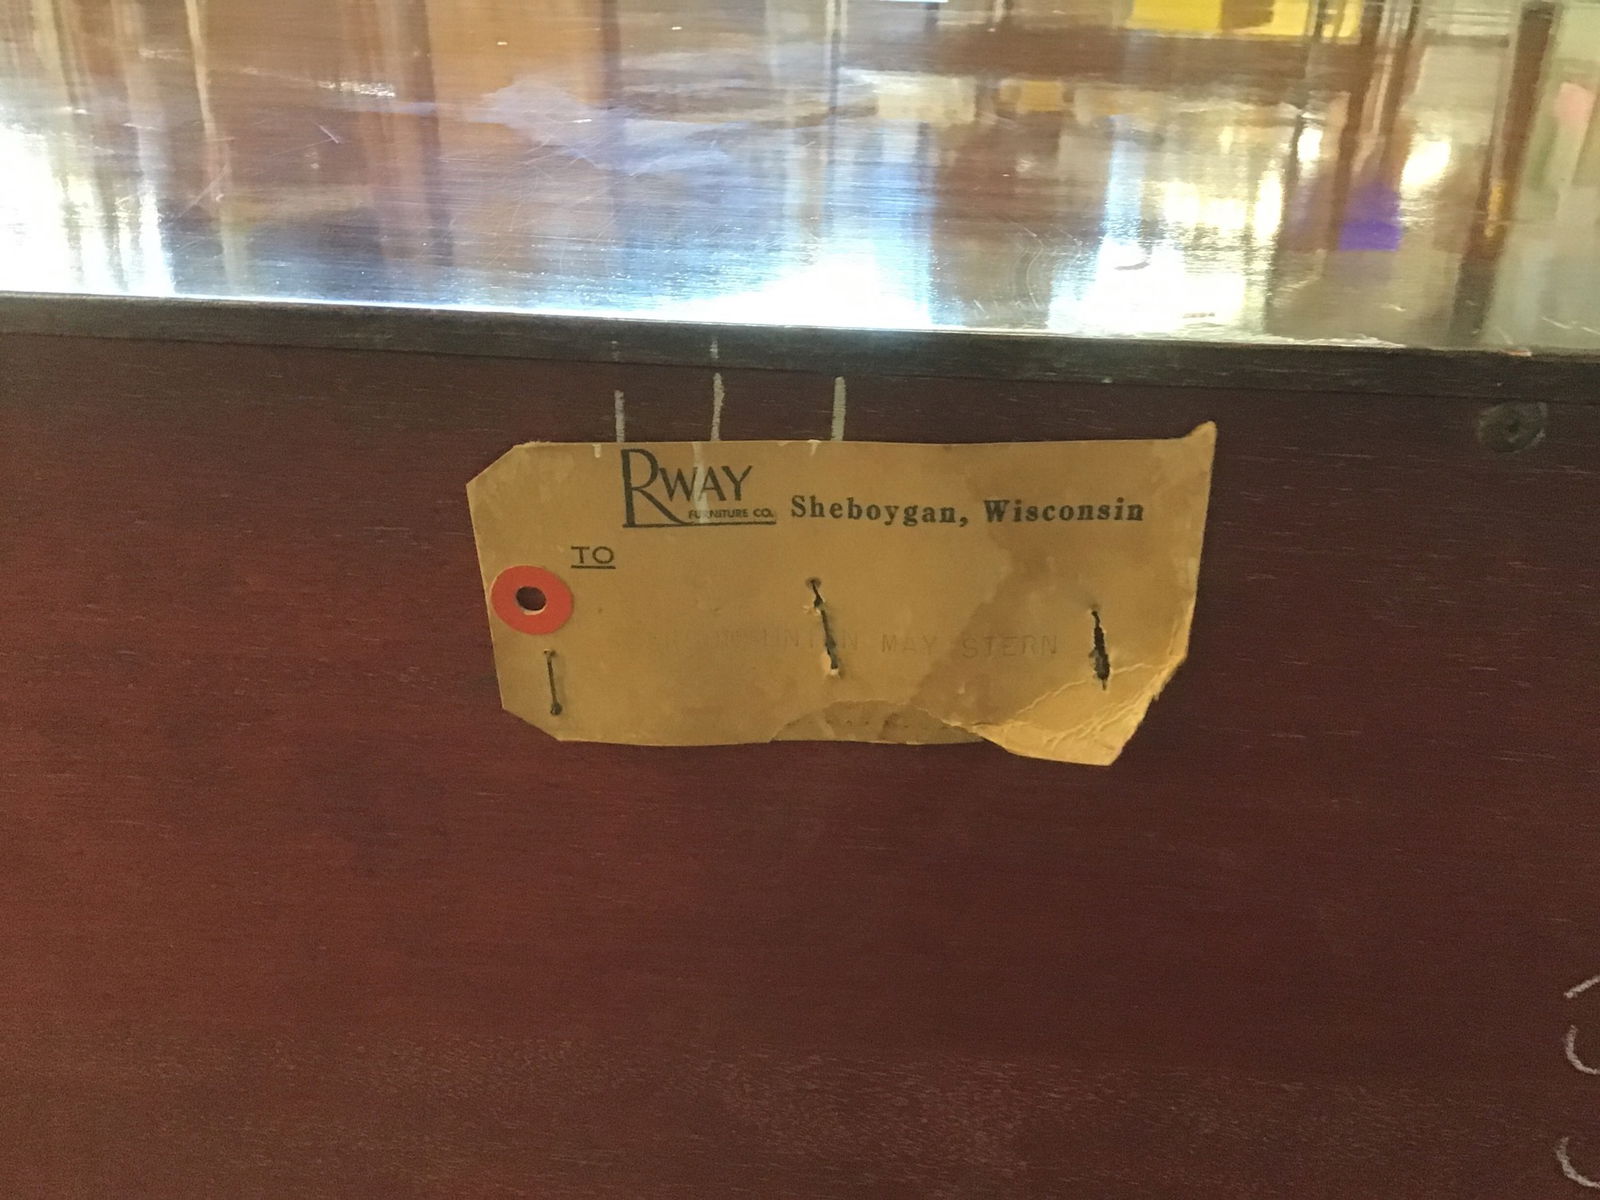 RWAY
FURNITURE CO. Sheboygan, Wisconsin
TO
MAY STERN